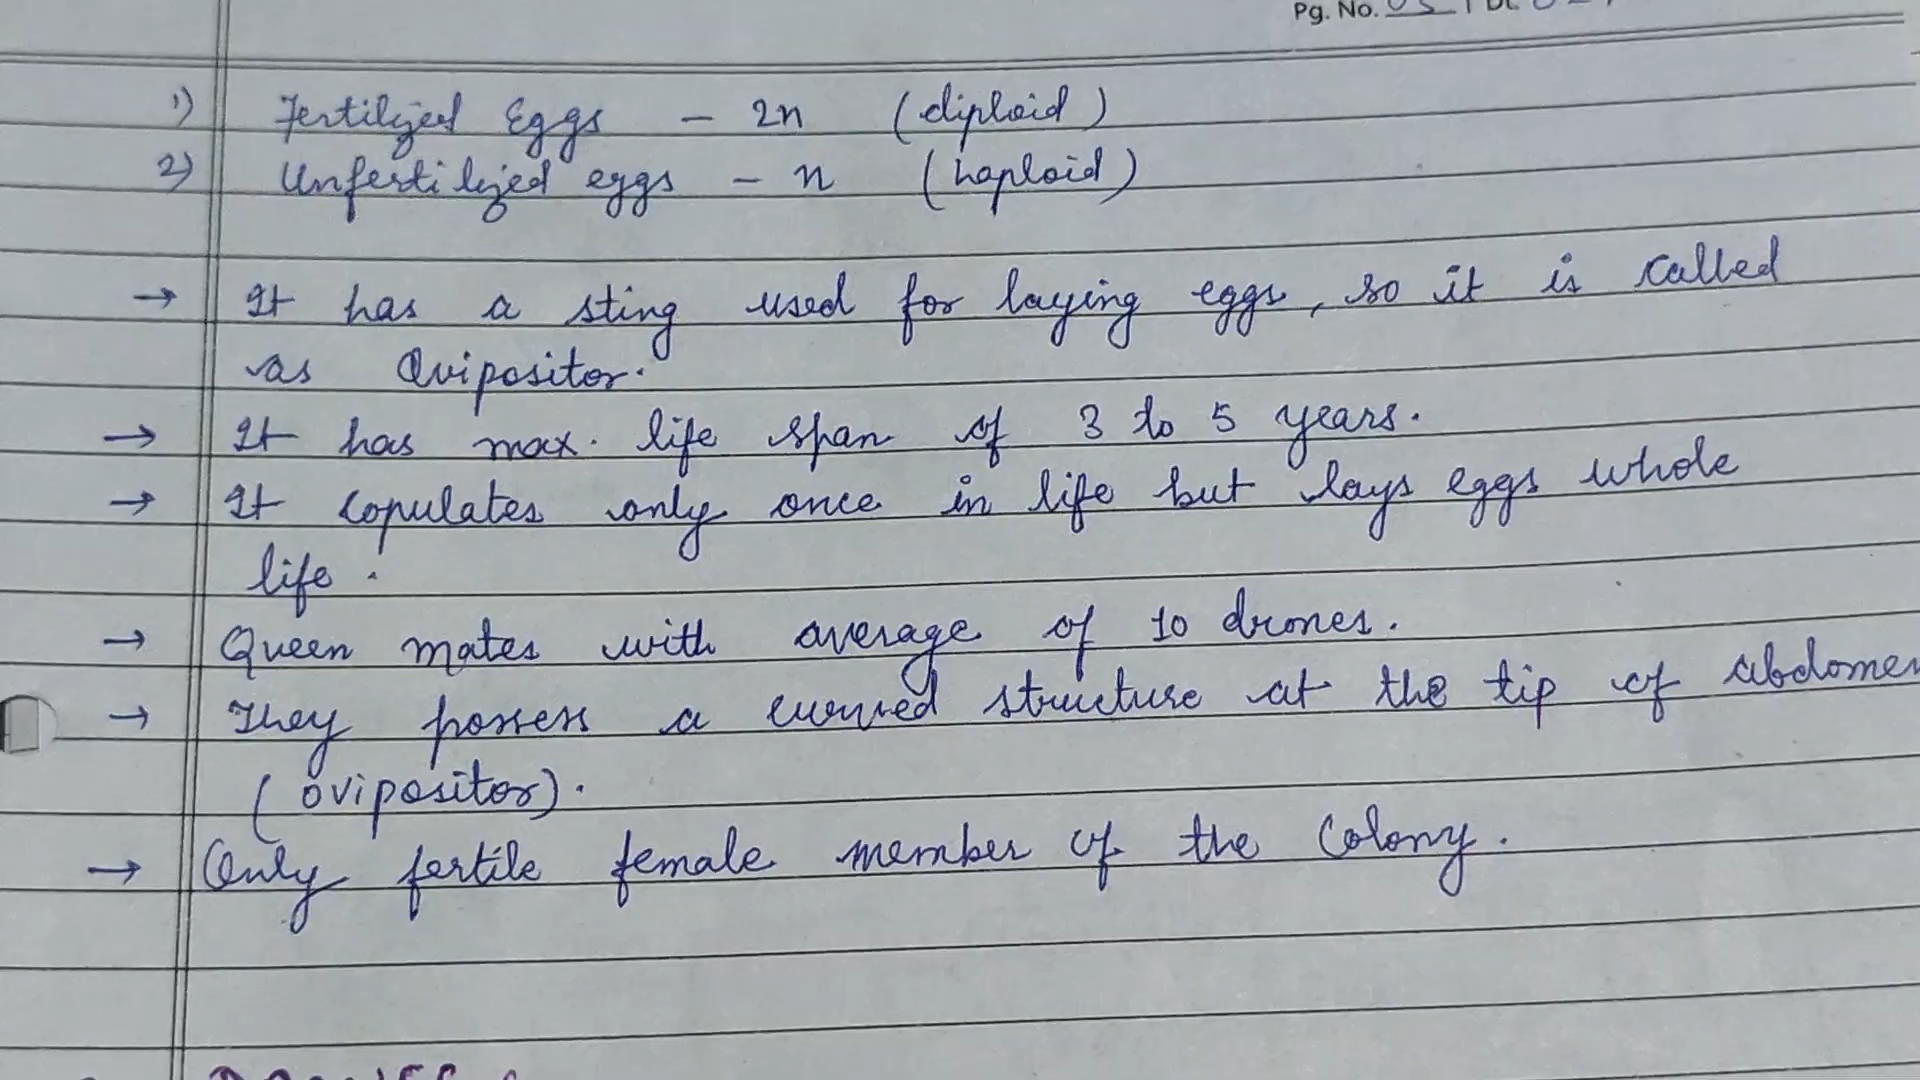 Pg. No.
1) Fertilized Eggs - 2n (diploid)
2) Unfertilized eggs - n (haploid)
→ It has a sting used for laying eggs, so it is called
as Ovipositor.
→ It has max. life span of 3 to 5 years.
→ It copulates only once in life but lays eggs whole
life.
→ Queen mates with average of 10 drones.
→ They possess a curved structure at the tip of abdomen
(ovipositor).
→ Only fertile female member of the Colony.